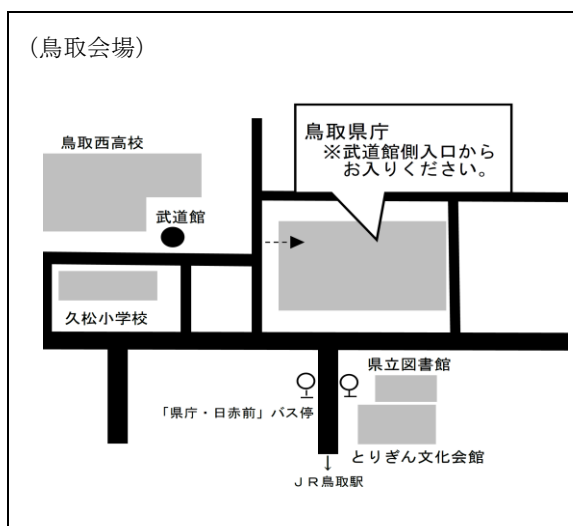 （鳥取会場）
鳥取県庁
※武道館側入口から
お入りください。
鳥取西高校
武道館
久松小学校
県立図書館
「県庁・日赤前」バス停
とりぎん文化会館
↓
ＪＲ鳥取駅